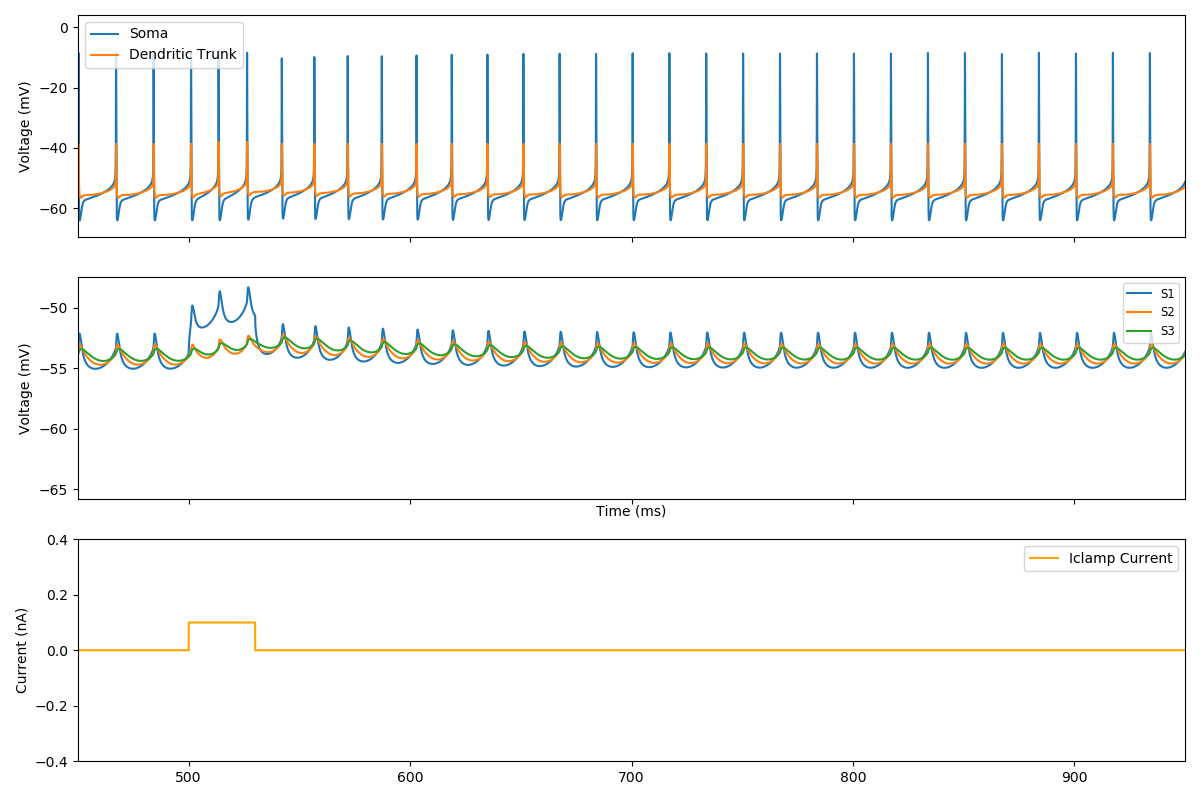 0
−20
−40
−60
Voltage (mV)
Soma
Dendritic Trunk
−50
−55
−60
−65
Voltage (mV)
S1
S2
S3
Time (ms)
0.4
0.2
0.0
−0.2
−0.4
Current (nA)
Iclamp Current
500 600 700 800 900